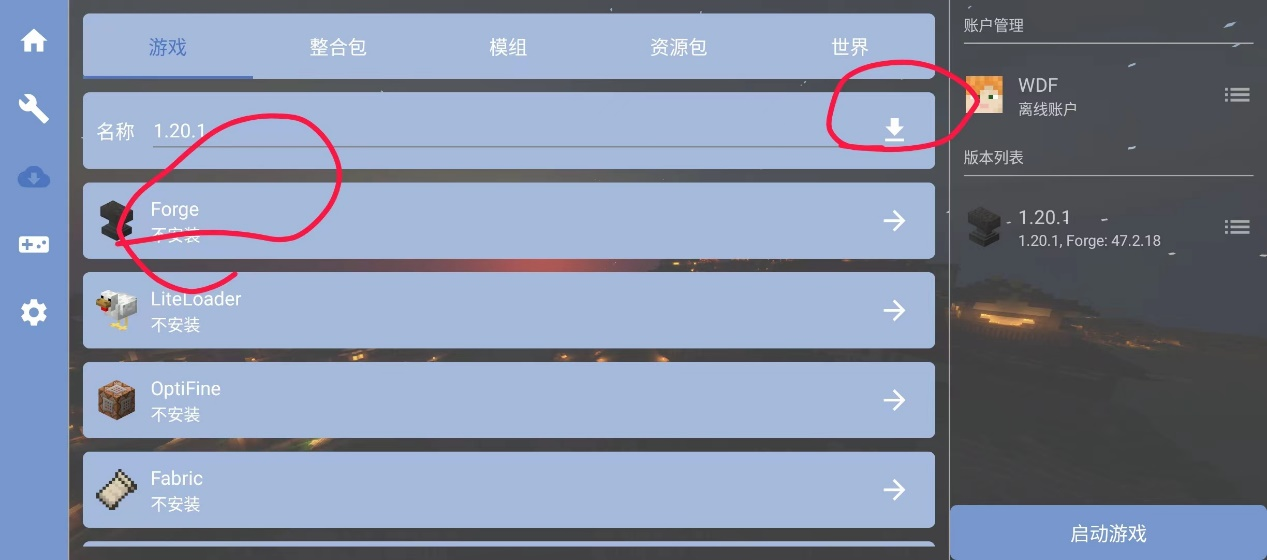 游戏 整合包 模组 资源包 世界
名称 1.20.1
Forge
不安装
LiteLoader
不安装
OptiFine
不安装
Fabric
不安装
账户管理
WDF
离线账户
版本列表
1.20.1
1.20.1, Forge: 47.2.18
启动游戏